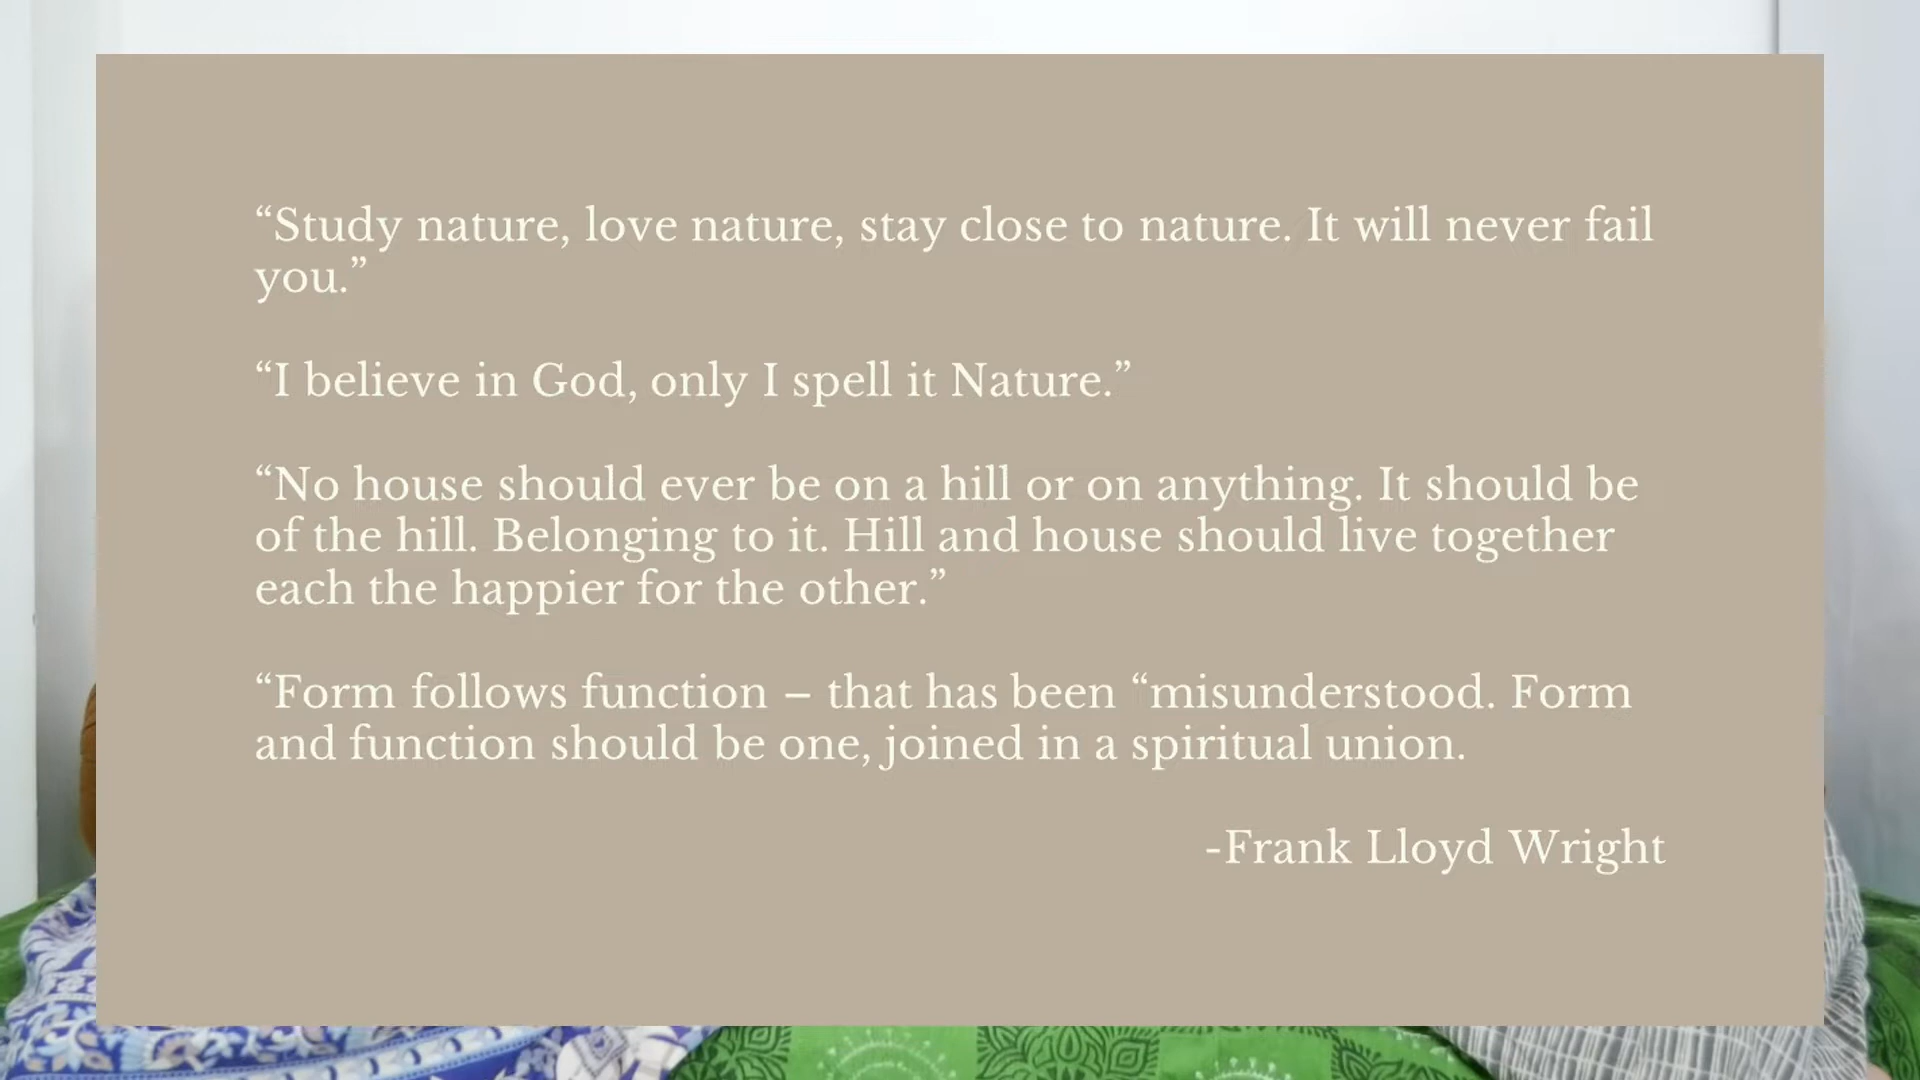 “Study nature, love nature, stay close to nature. It will never fail
you.”
“I believe in God, only I spell it Nature.”
“No house should ever be on a hill or on anything. It should be
of the hill. Belonging to it. Hill and house should live together
each the happier for the other.”
“Form follows function – that has been “misunderstood. Form
and function should be one, joined in a spiritual union.
-Frank Lloyd Wright